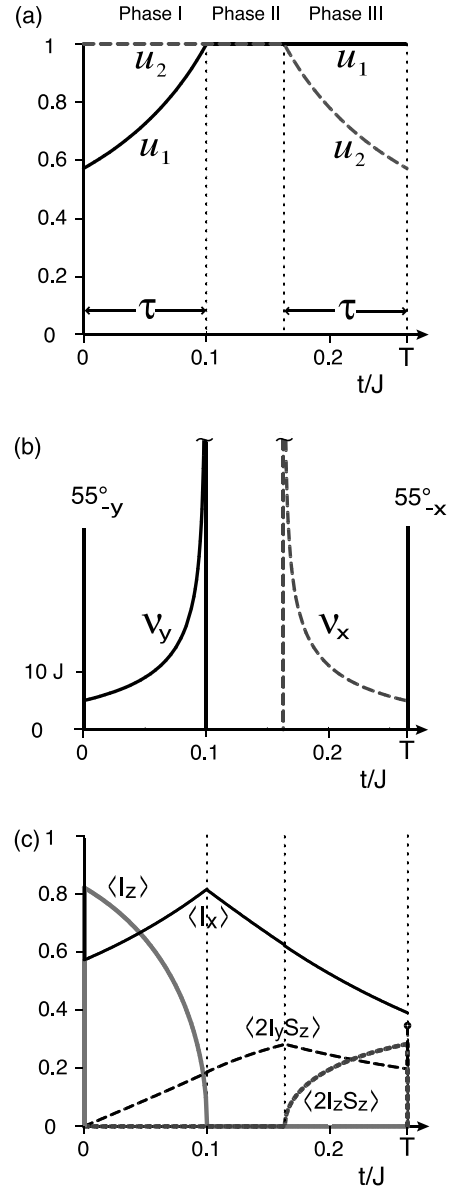 (a)
Phase I Phase II Phase III
1
u2 u1
0.8
u1 u2
0.6
0.4
0.2
τ τ
0
0 0.1 0.2 T
t/J
(b)
55°-y 55°-x
νy νx
10 J
0
0 0.1 0.2 T
t/J
(c)
1
⟨Iz⟩
0.8
⟨Ix⟩
0.6
0.4
⟨2IySz⟩
0.2
⟨2IzSz⟩
0
0 0.1 0.2 T
t/J